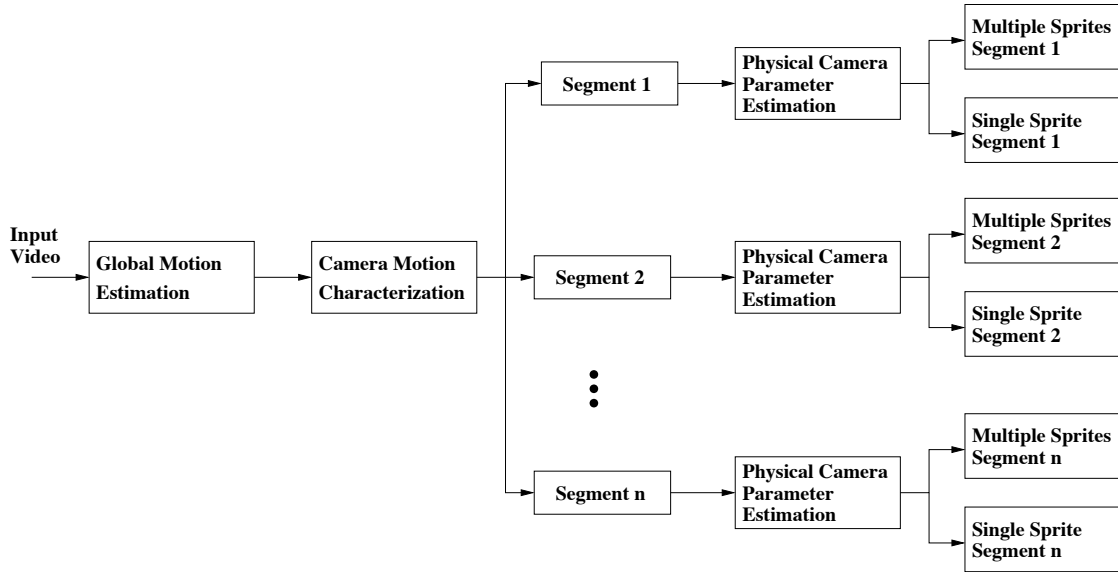 Input
Video
Global Motion
Estimation
Camera Motion
Characterization
Segment 1
Physical Camera
Parameter
Estimation
Multiple Sprites
Segment 1
Single Sprite
Segment 1
Segment 2
Physical Camera
Parameter
Estimation
Multiple Sprites
Segment 2
Single Sprite
Segment 2
Segment n
Physical Camera
Parameter
Estimation
Multiple Sprites
Segment n
Single Sprite
Segment n